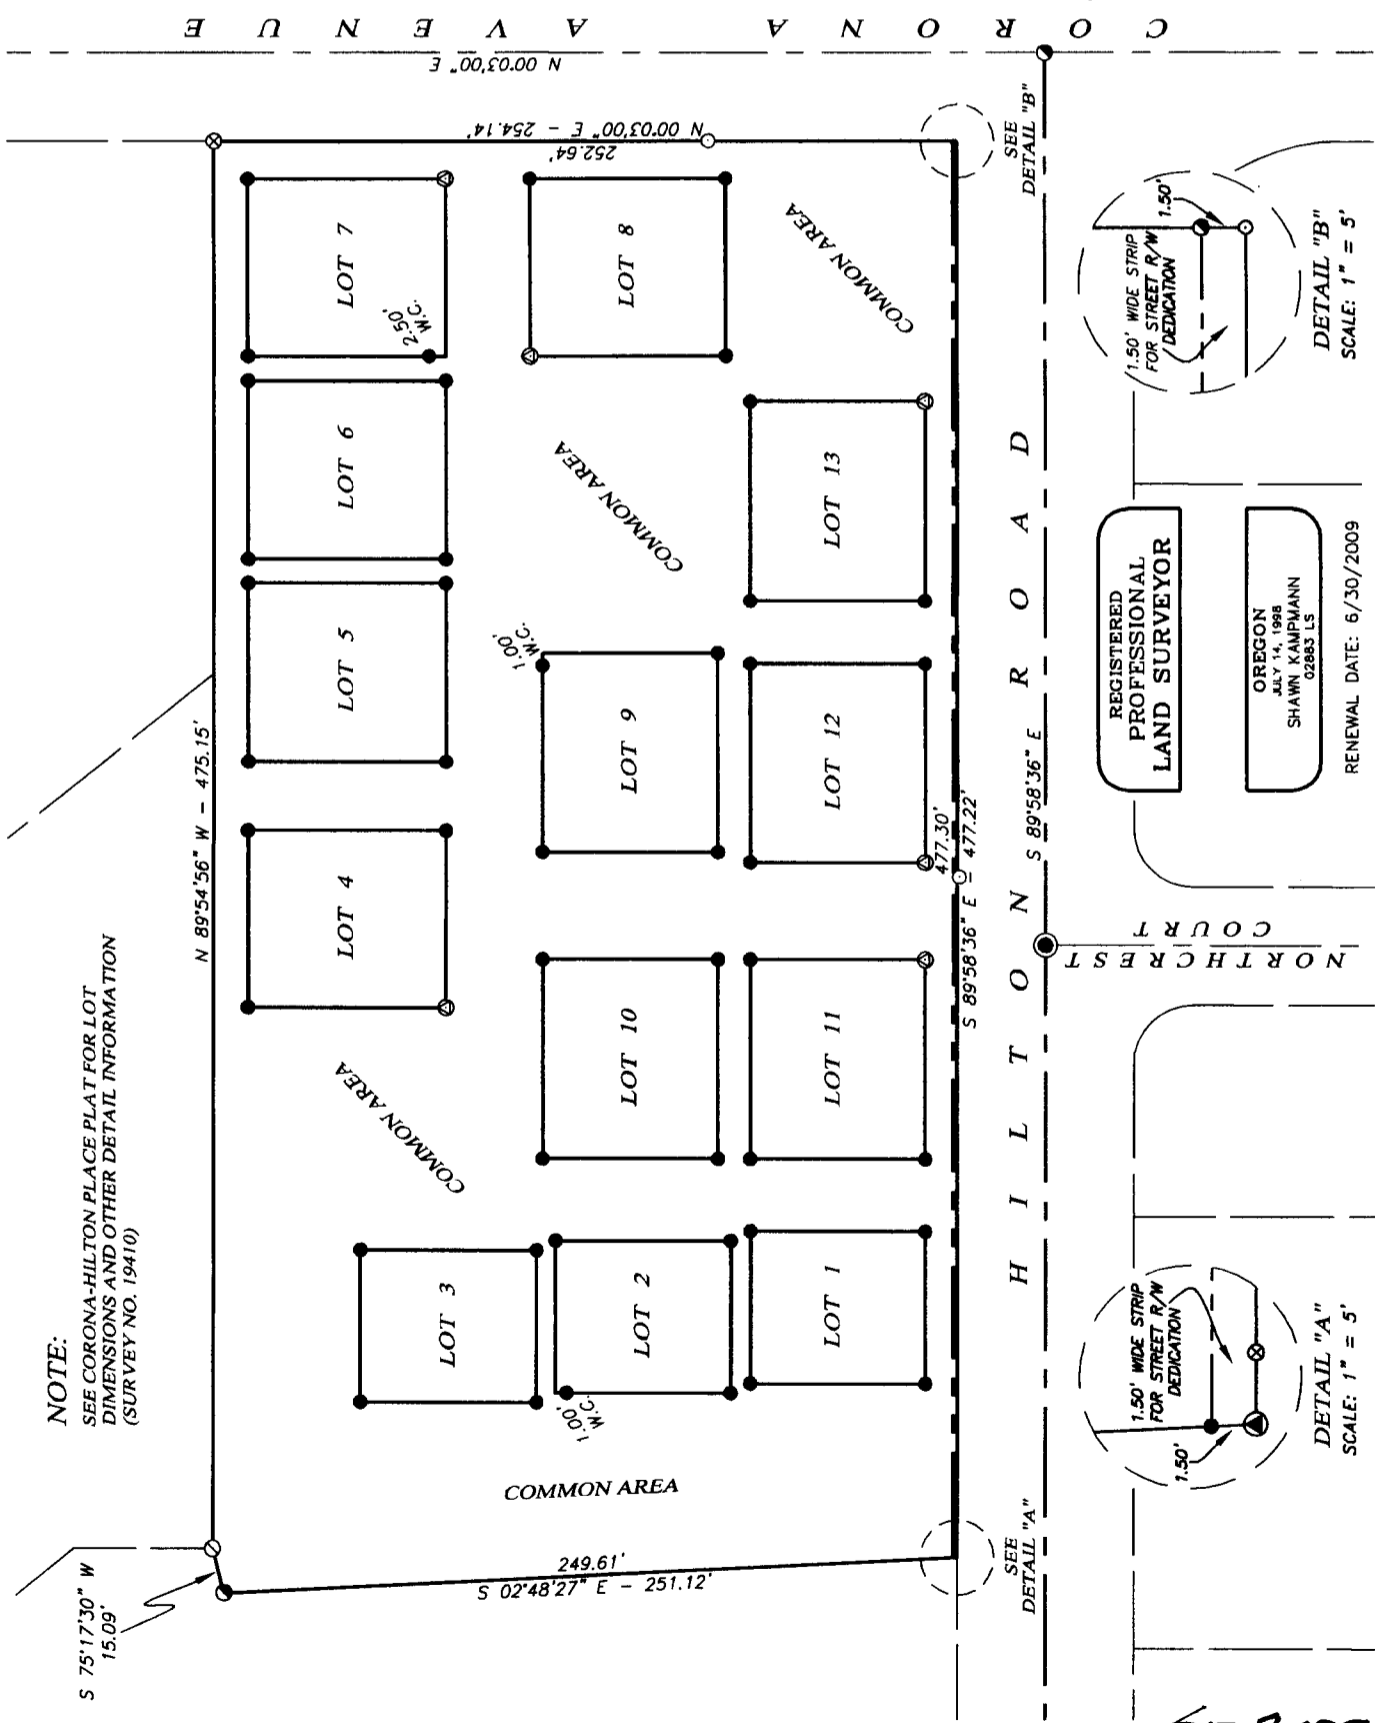 NOTE:
SEE CORONA-HILTON PLACE PLAT FOR LOT
DIMENSIONS AND OTHER DETAIL INFORMATION
(SURVEY NO. 19410)
S 75°17'30" W
15.09'
N 89°54'56" W - 475.15'
CORONA AVENUE
N 00°03'00" E
N 00°03'00" E - 254.14'
252.64'
LOT 7
2.50'
W.C.
LOT 8
LOT 6
LOT 5
LOT 4
LOT 3
LOT 2
1.00'
W.C.
LOT 1
LOT 9
1.00'
W.C.
LOT 10
LOT 11
LOT 12
LOT 13
COMMON AREA
COMMON AREA
COMMON AREA
COMMON AREA
249.61'
S 02°48'27" E - 251.12'
477.30'
S 89°58'36" E - 477.22'
HILTON ROAD
S 89°58'36" E
SEE
DETAIL "A"
SEE
DETAIL "B"
NORTHCREST
COURT
1.50' WIDE STRIP
FOR STREET R/W
DEDICATION
1.50'
DETAIL "A"
SCALE: 1" = 5'
1.50' WIDE STRIP
FOR STREET R/W
DEDICATION
1.50'
DETAIL "B"
SCALE: 1" = 5'
REGISTERED
PROFESSIONAL
LAND SURVEYOR
OREGON
JULY 14, 1998
SHAWN KAMPMANN
02883 LS
RENEWAL DATE: 6/30/2009